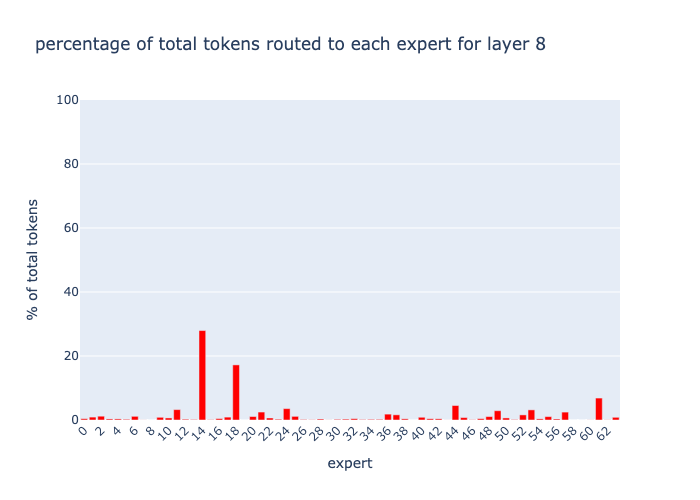 percentage of total tokens routed to each expert for layer 8
100
80
60
40
20
0
% of total tokens
0 2 4 6 8 10 12 14 16 18 20 22 24 26 28 30 32 34 36 38 40 42 44 46 48 50 52 54 56 58 60 62
expert